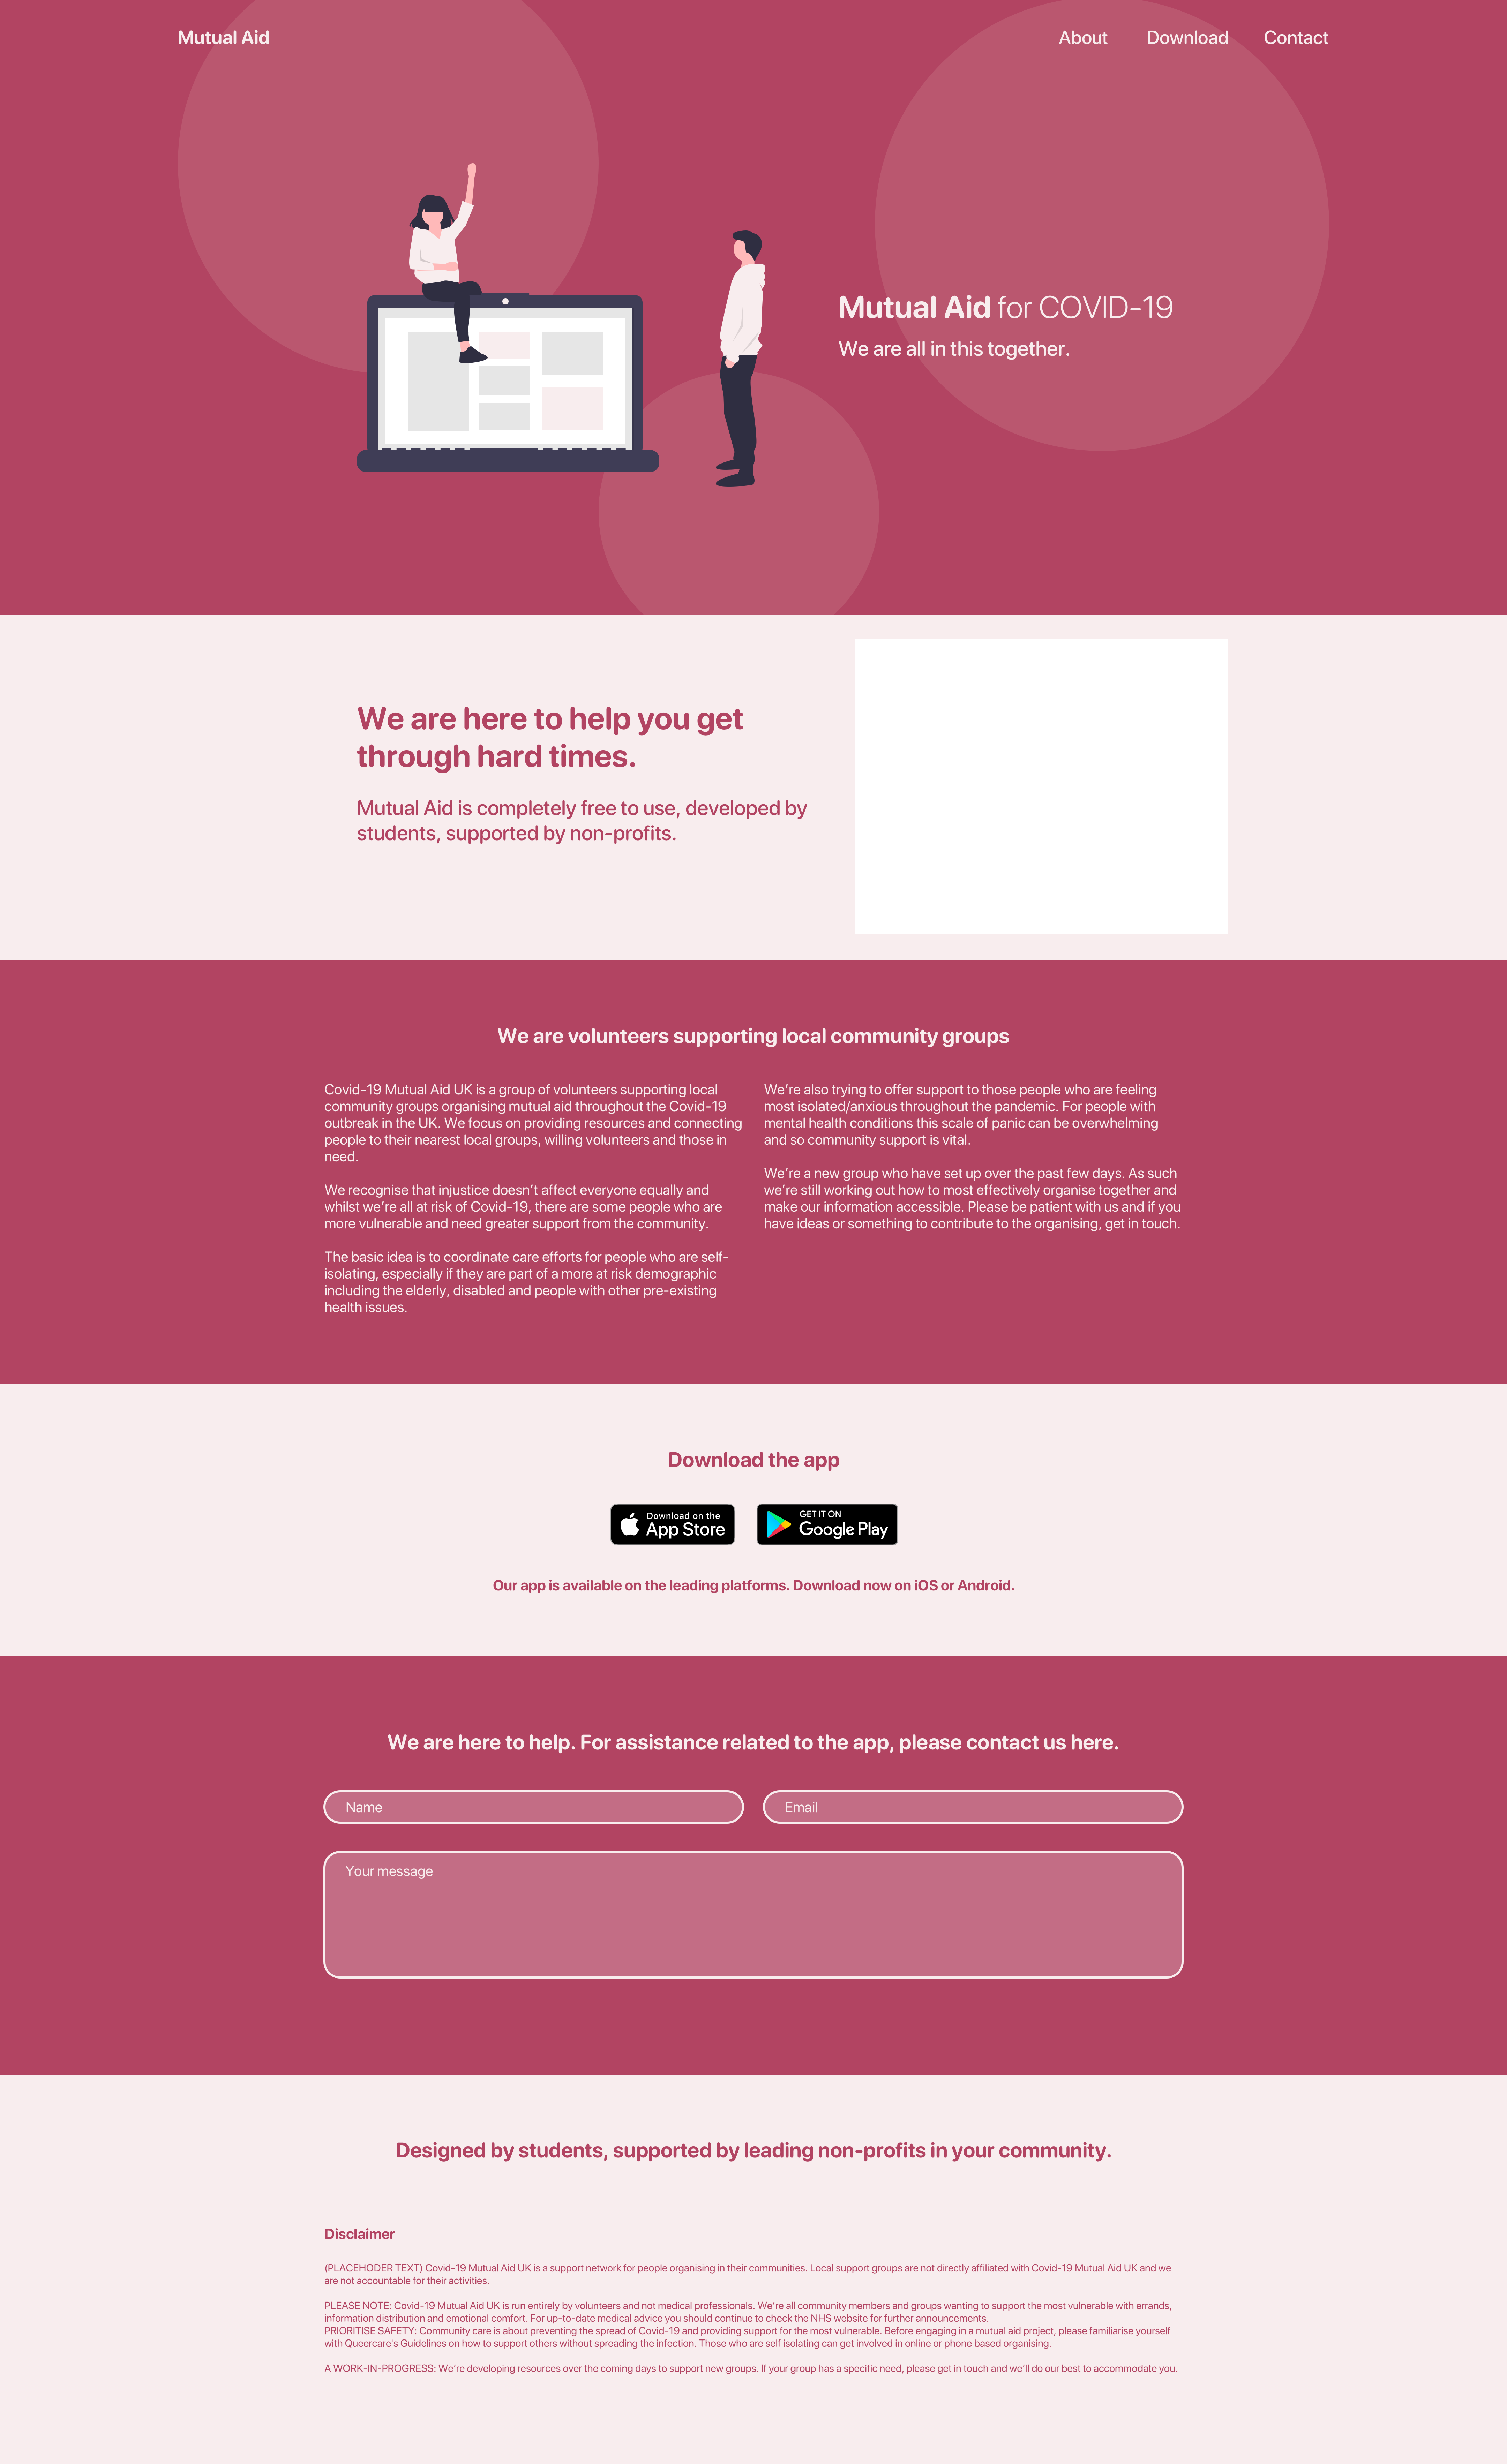 Mutual Aid
About
Download
Contact
Mutual Aid for COVID-19
We are all in this together.
We are here to help you get
through hard times.
Mutual Aid is completely free to use, developed by
students, supported by non-profits.
We are volunteers supporting local community groups
Covid-19 Mutual Aid UK is a group of volunteers supporting local
community groups organising mutual aid throughout the Covid-19
outbreak in the UK. We focus on providing resources and connecting
people to their nearest local groups, willing volunteers and those in
need.
We recognise that injustice doesn’t affect everyone equally and
whilst we’re all at risk of Covid-19, there are some people who are
more vulnerable and need greater support from the community.
The basic idea is to coordinate care efforts for people who are self-
isolating, especially if they are part of a more at risk demographic
including the elderly, disabled and people with other pre-existing
health issues.
We’re also trying to offer support to those people who are feeling
most isolated/anxious throughout the pandemic. For people with
mental health conditions this scale of panic can be overwhelming
and so community support is vital.
We’re a new group who have set up over the past few days. As such
we’re still working out how to most effectively organise together and
make our information accessible. Please be patient with us and if you
have ideas or something to contribute to the organising, get in touch.
Download the app
Download on the
App Store
GET IT ON
Google Play
Our app is available on the leading platforms. Download now on iOS or Android.
We are here to help. For assistance related to the app, please contact us here.
Name
Email
Your message
Designed by students, supported by leading non-profits in your community.
Disclaimer
(PLACEHODER TEXT) Covid-19 Mutual Aid UK is a support network for people organising in their communities. Local support groups are not directly affiliated with Covid-19 Mutual Aid UK and we
are not accountable for their activities.
PLEASE NOTE: Covid-19 Mutual Aid UK is run entirely by volunteers and not medical professionals. We’re all community members and groups wanting to support the most vulnerable with errands,
information distribution and emotional comfort. For up-to-date medical advice you should continue to check the NHS website for further announcements.
PRIORITISE SAFETY: Community care is about preventing the spread of Covid-19 and providing support for the most vulnerable. Before engaging in a mutual aid project, please familiarise yourself
with Queercare's Guidelines on how to support others without spreading the infection. Those who are self isolating can get involved in online or phone based organising.
A WORK-IN-PROGRESS: We’re developing resources over the coming days to support new groups. If your group has a specific need, please get in touch and we’ll do our best to accommodate you.